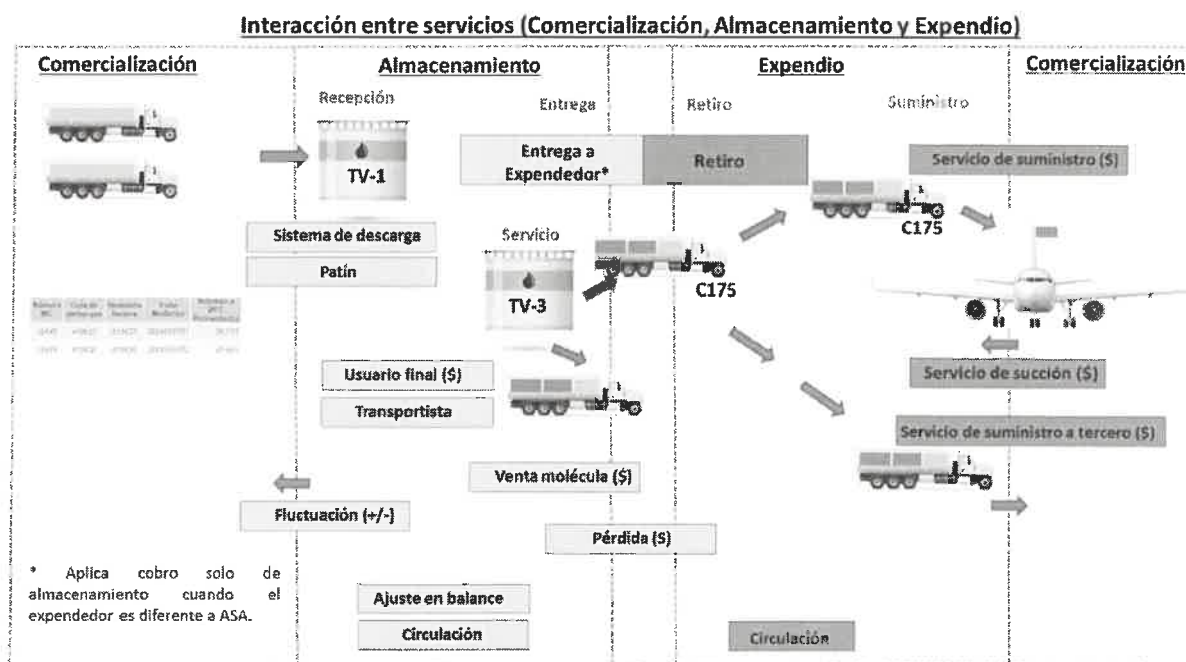 Interacción entre servicios (Comercialización, Almacenamiento y Expendio)
Comercialización
Almacenamiento
Expendio
Comercialización
Recepción
Entrega
Retiro
Suministro
TV-1
Entrega a
Expendedor*
Retiro
Servicio de suministro ($)
C175
Sistema de descarga
Patín
Servicio
TV-3
C175
Usuario final ($)
Transportista
Servicio de succión ($)
Servicio de suministro a tercero ($)
Venta molécula ($)
Fluctuación (+/-)
Pérdida ($)
* Aplica cobro solo de
almacenamiento cuando el
expendedor es diferente a ASA.
Ajuste en balance
Circulación
Circulación